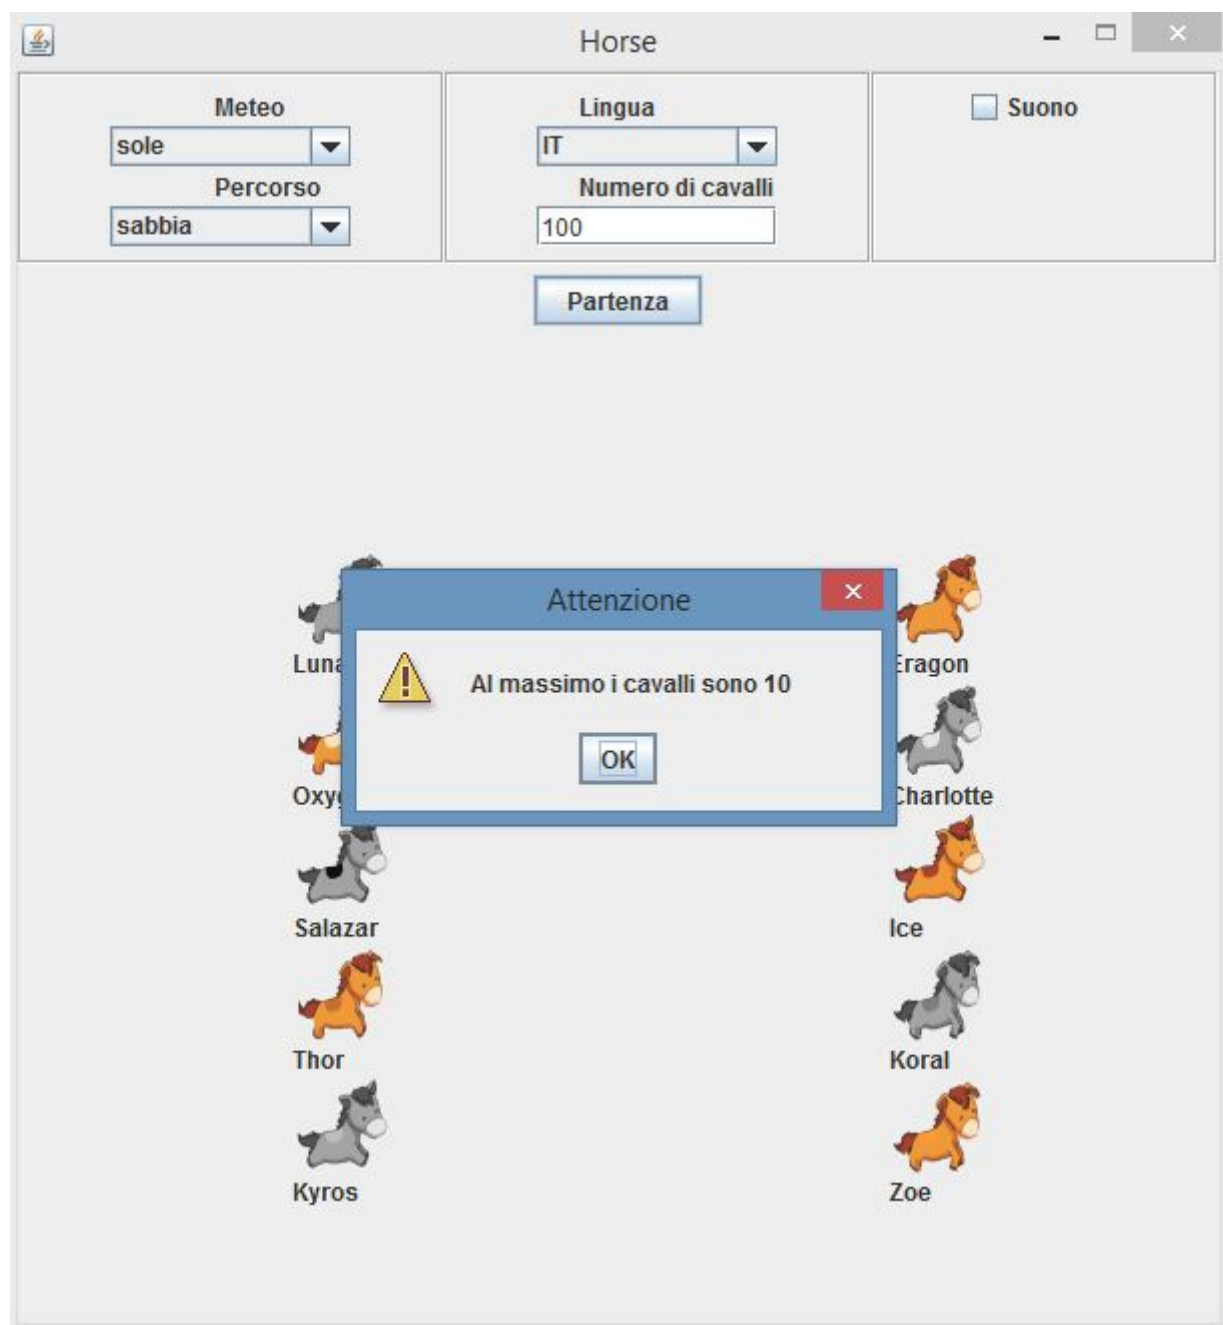 Horse
Meteo
sole
Percorso
sabbia
Lingua
IT
Numero di cavalli
100
Suono
Partenza
Attenzione
Al massimo i cavalli sono 10
OK
Eragon
Charlotte
Salazar
Ice
Thor
Koral
Kyros
Zoe